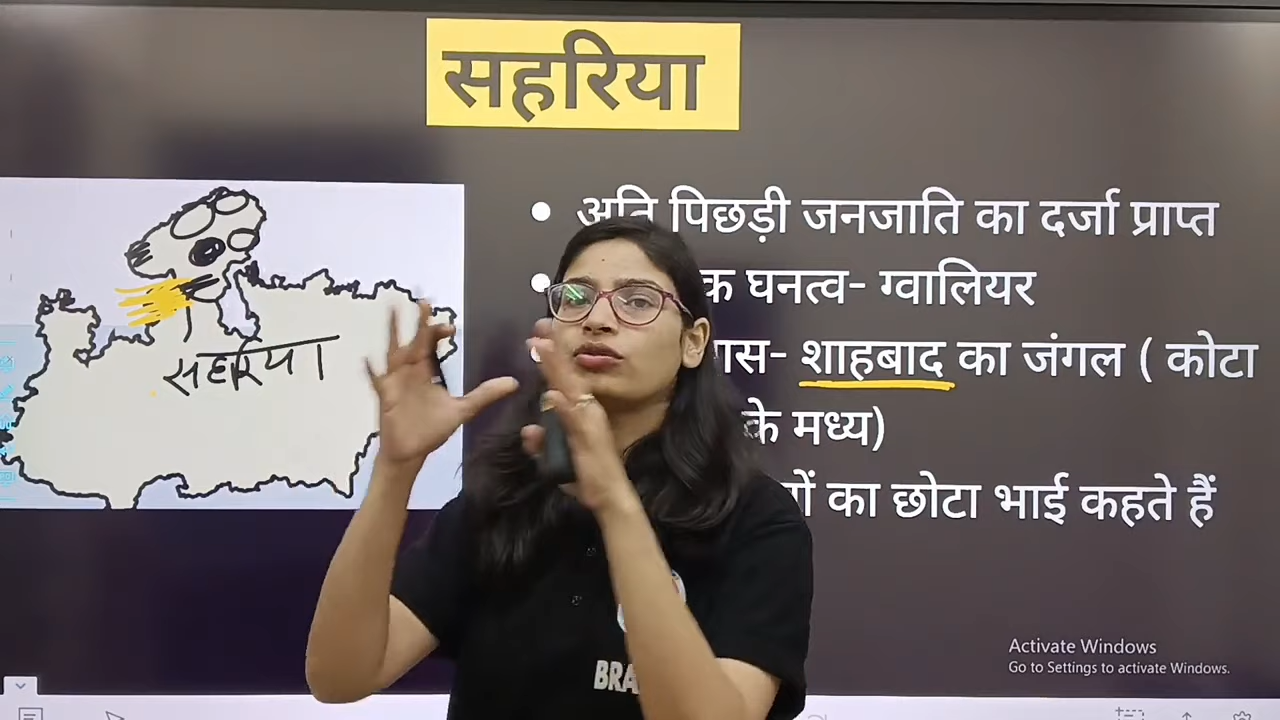 सहरिया
अति पिछड़ी जनजाति का दर्जा प्राप्त
घनत्व- ग्वालियर
शाहबाद का जंगल ( कोटा
के मध्य)
का छोटा भाई कहते हैं
सहरिया
Activate Windows
Go to Settings to activate Windows.